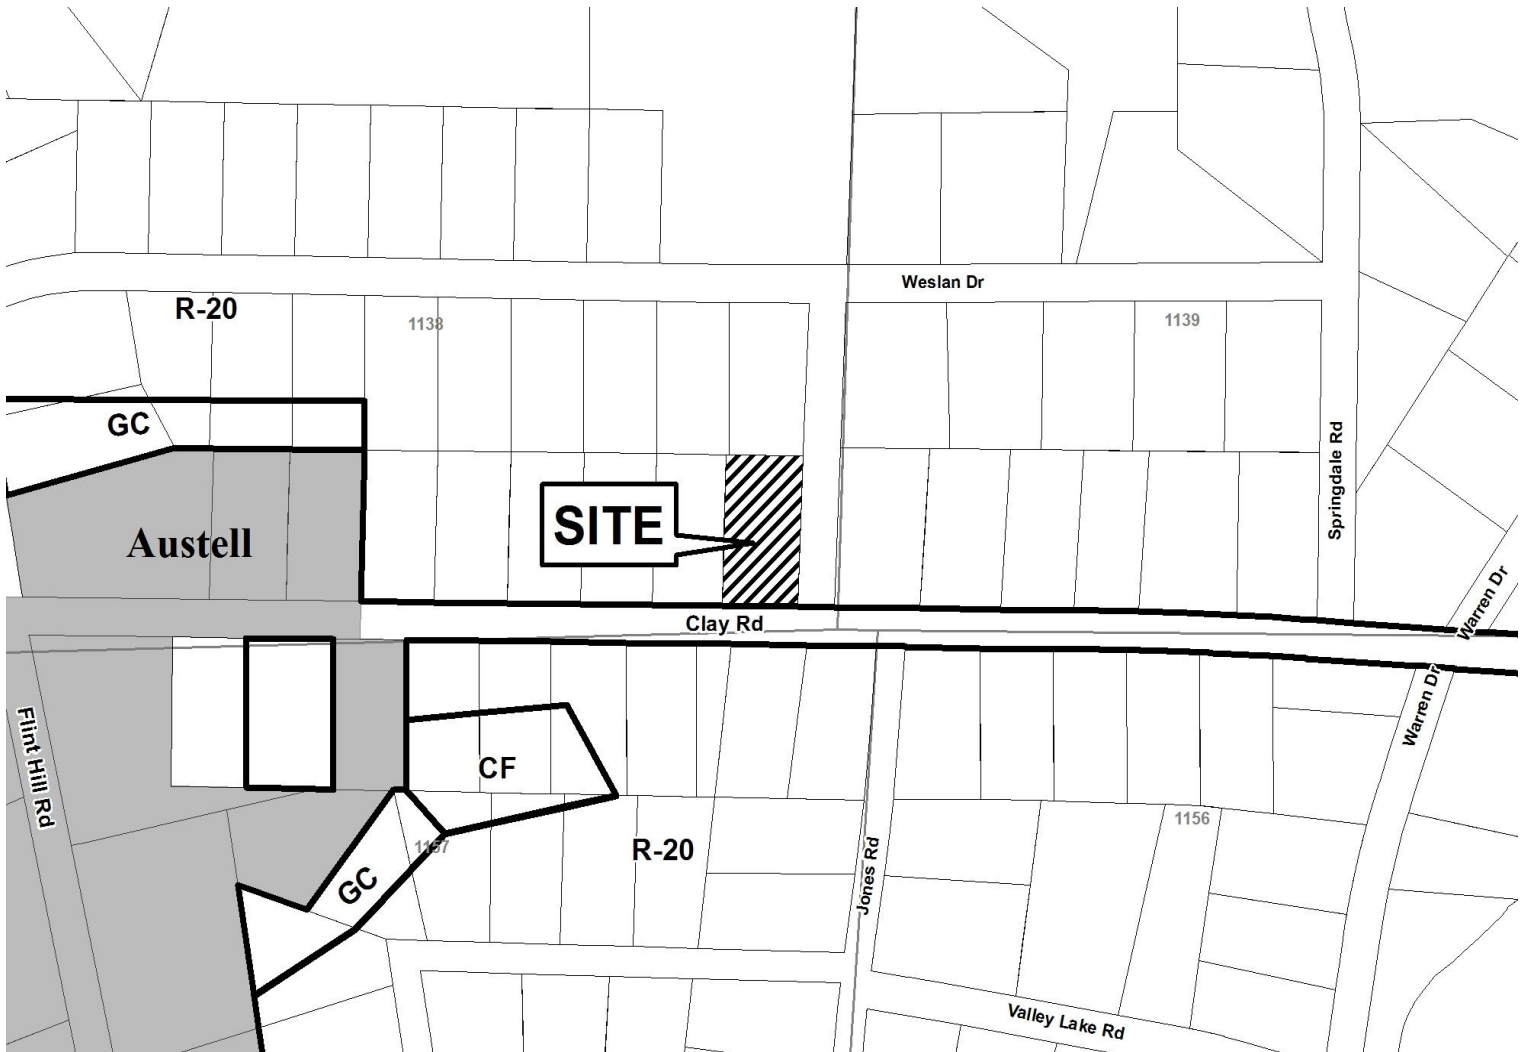 Weslan Dr
R-20
1138
1139
GC
Springdale Rd
SITE
Austell
Warren Dr
Clay Rd
Warren Dr
Flint Hill Rd
CF
1156
1157
R-20
GC
Jones Rd
Valley Lake Rd